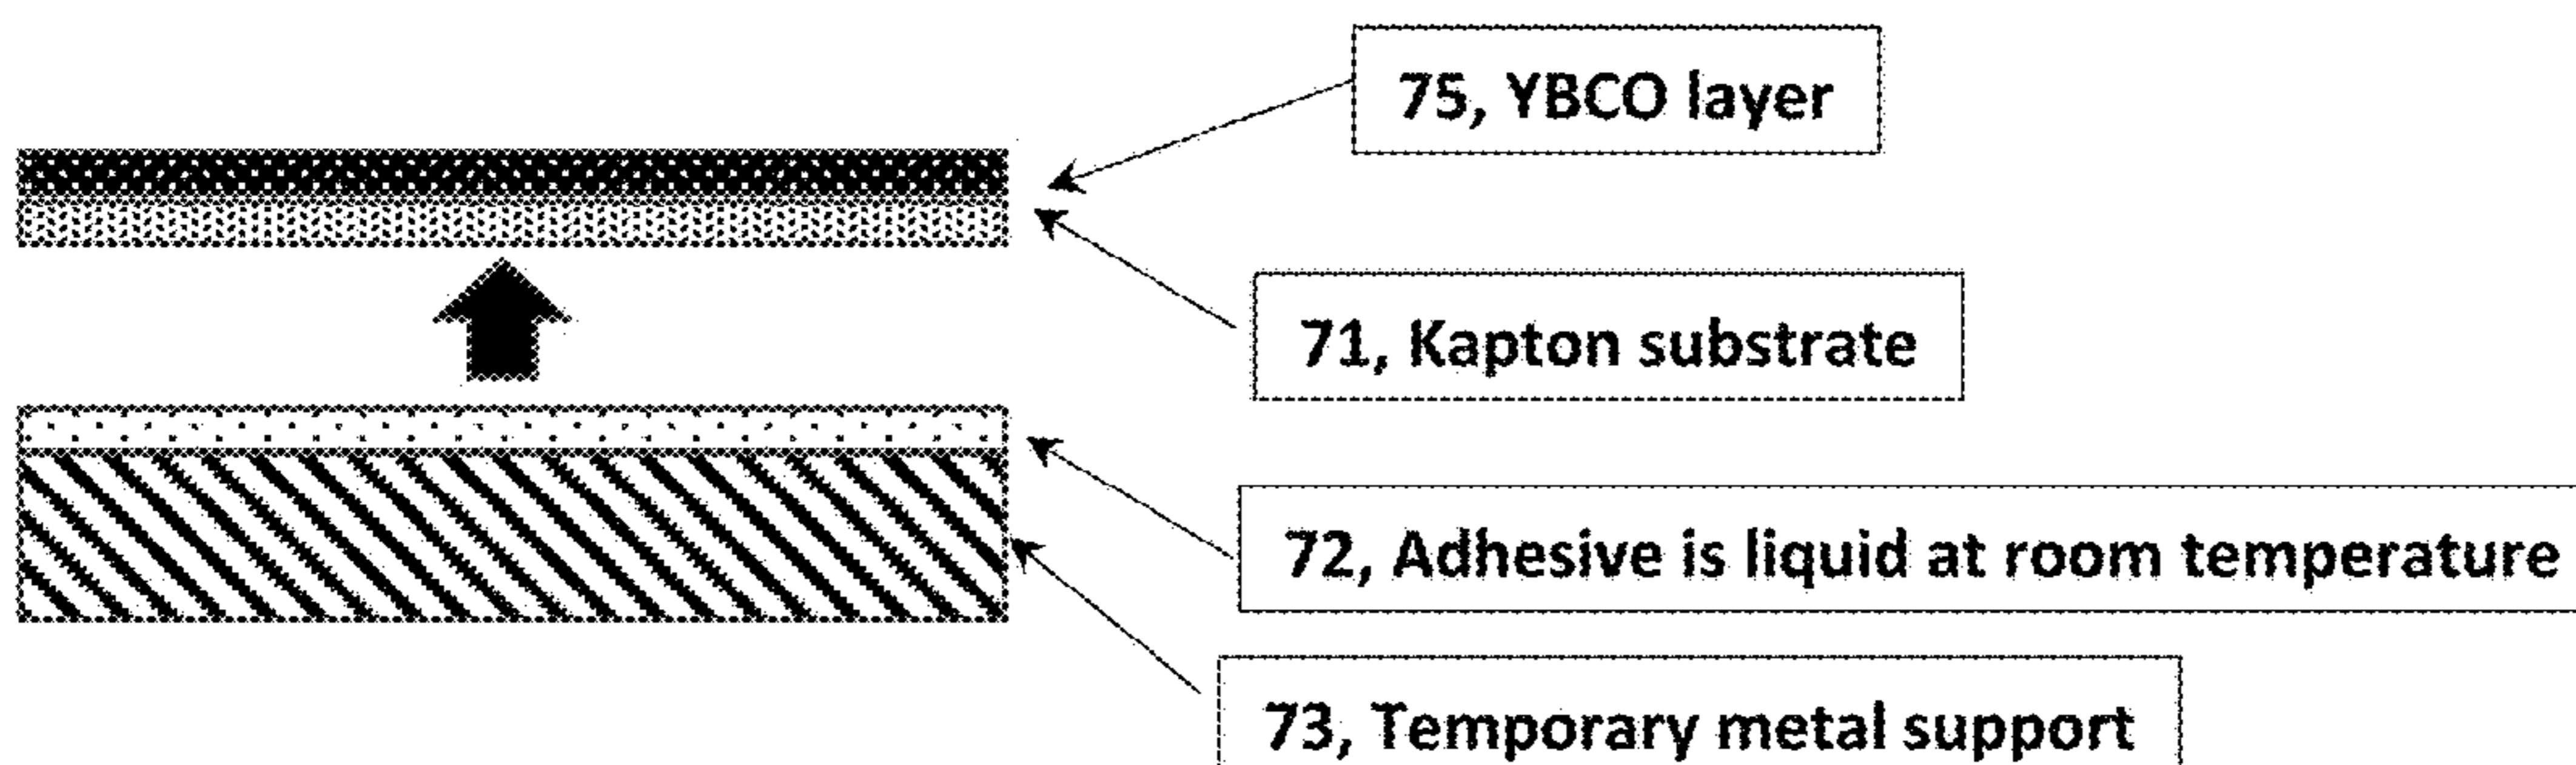 75, YBCO layer
71, Kapton substrate
72, Adhesive is liquid at room temperature
73, Temporary metal support